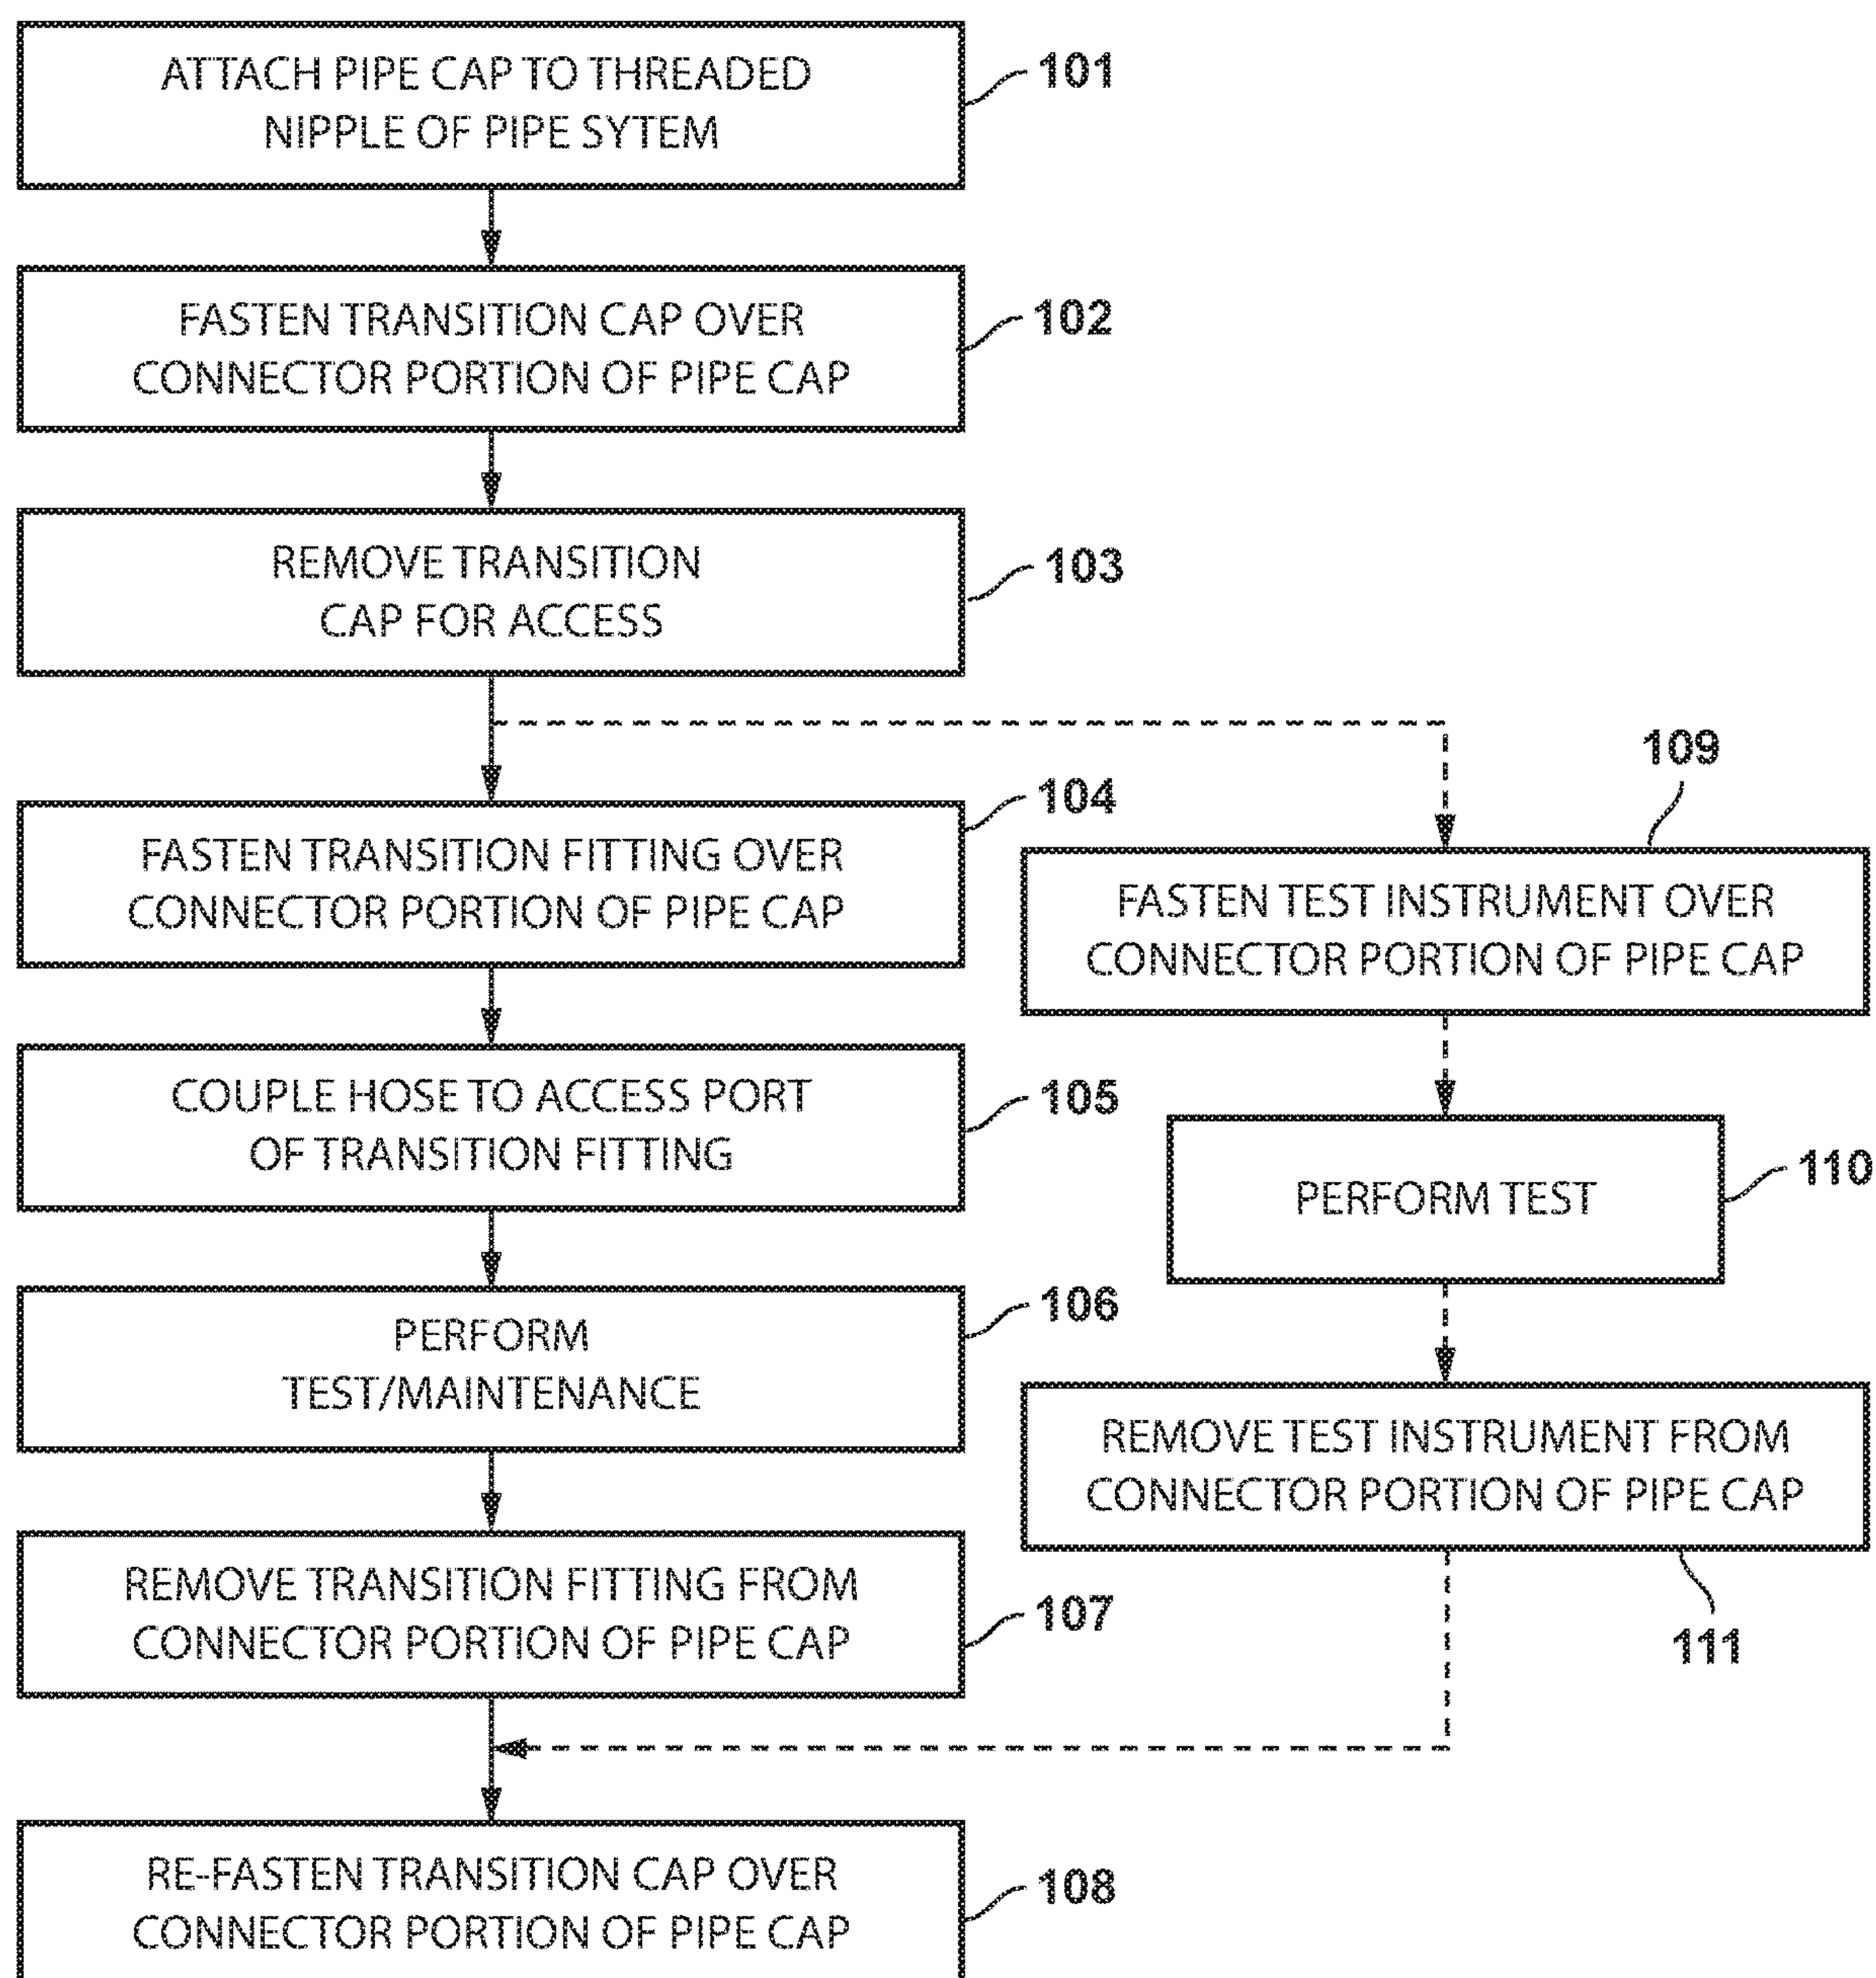 ATTACH PIPE CAP TO THREADED
NIPPLE OF PIPE SYTEM
101
FASTEN TRANSITION CAP OVER
CONNECTOR PORTION OF PIPE CAP
102
REMOVE TRANSITION
CAP FOR ACCESS
103
FASTEN TRANSITION FITTING OVER
CONNECTOR PORTION OF PIPE CAP
104
COUPLE HOSE TO ACCESS PORT
OF TRANSITION FITTING
105
PERFORM
TEST/MAINTENANCE
106
REMOVE TRANSITION FITTING FROM
CONNECTOR PORTION OF PIPE CAP
107
RE-FASTEN TRANSITION CAP OVER
CONNECTOR PORTION OF PIPE CAP
108
109
FASTEN TEST INSTRUMENT OVER
CONNECTOR PORTION OF PIPE CAP
PERFORM TEST
110
REMOVE TEST INSTRUMENT FROM
CONNECTOR PORTION OF PIPE CAP
111